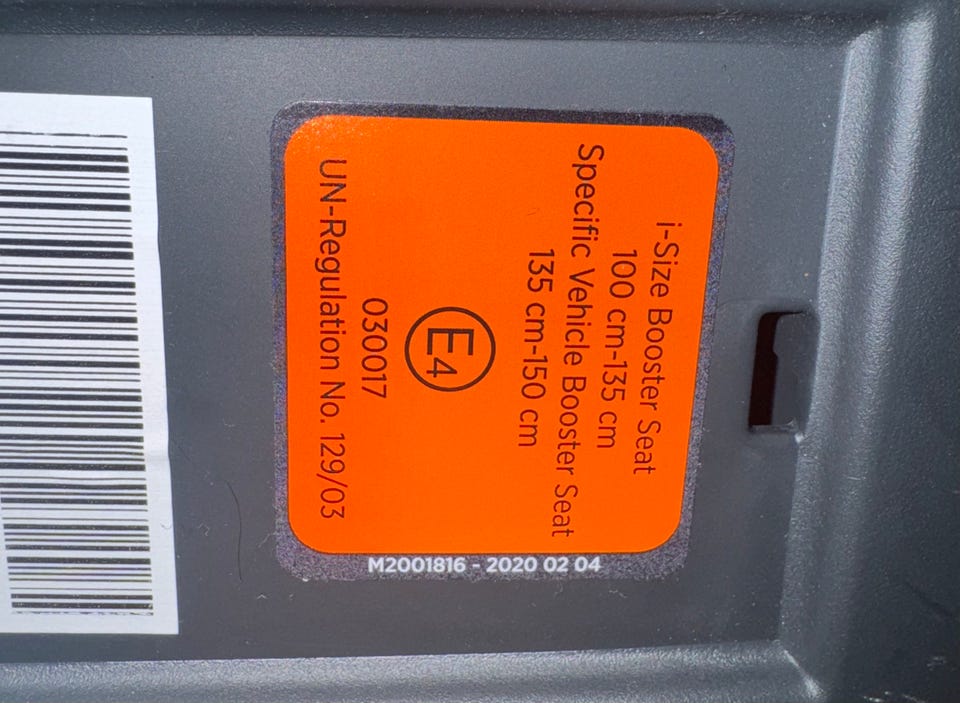 i-Size Booster Seat
100 cm-135 cm
Specific Vehicle Booster Seat
135 cm-150 cm
E4
030017
UN-Regulation No. 129/03
M2001816 - 2020 02 04